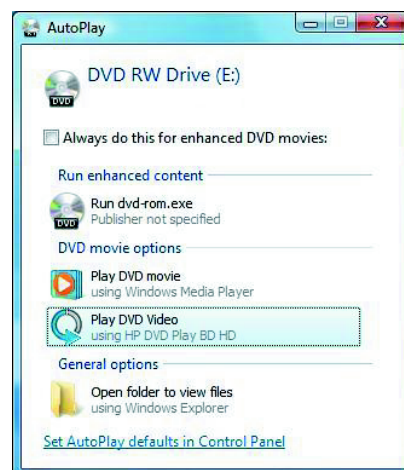 AutoPlay
DVD RW Drive (E:)
DVD
Always do this for enhanced DVD movies:
Run enhanced content
Run dvd-rom.exe
DVD
Publisher not specified
DVD movie options
Play DVD movie
using Windows Media Player
Play DVD Video
using HP DVD Play BD HD
General options
Open folder to view files
using Windows Explorer
Set AutoPlay defaults in Control Panel